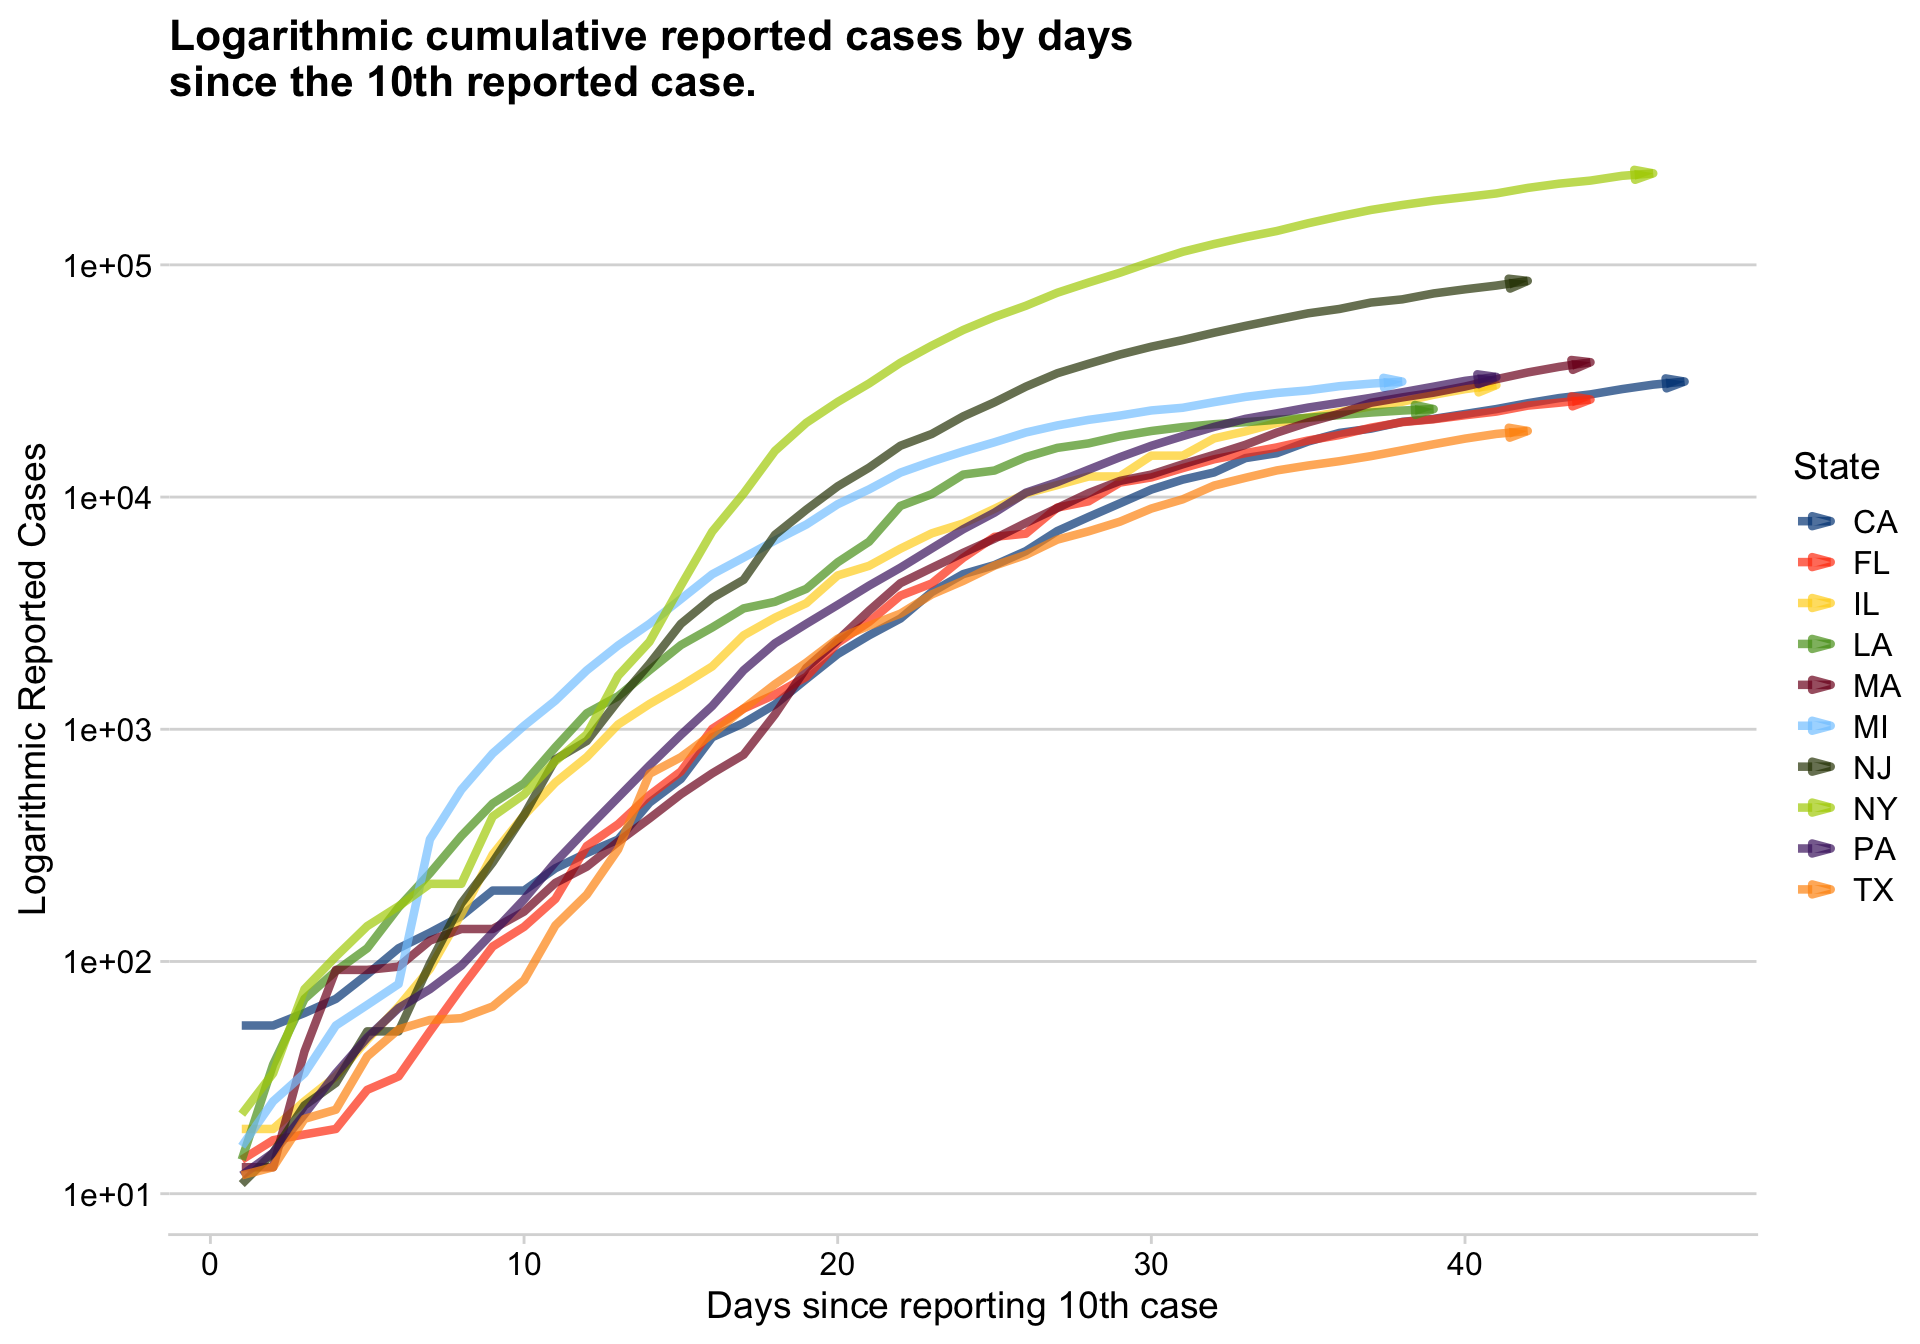 Logarithmic cumulative reported cases by days
since the 10th reported case.
Logarithmic Reported Cases
1e+05
1e+04
1e+03
1e+02
1e+01
0 10 20 30 40
Days since reporting 10th case
State
CA
FL
IL
LA
MA
MI
NJ
NY
PA
TX